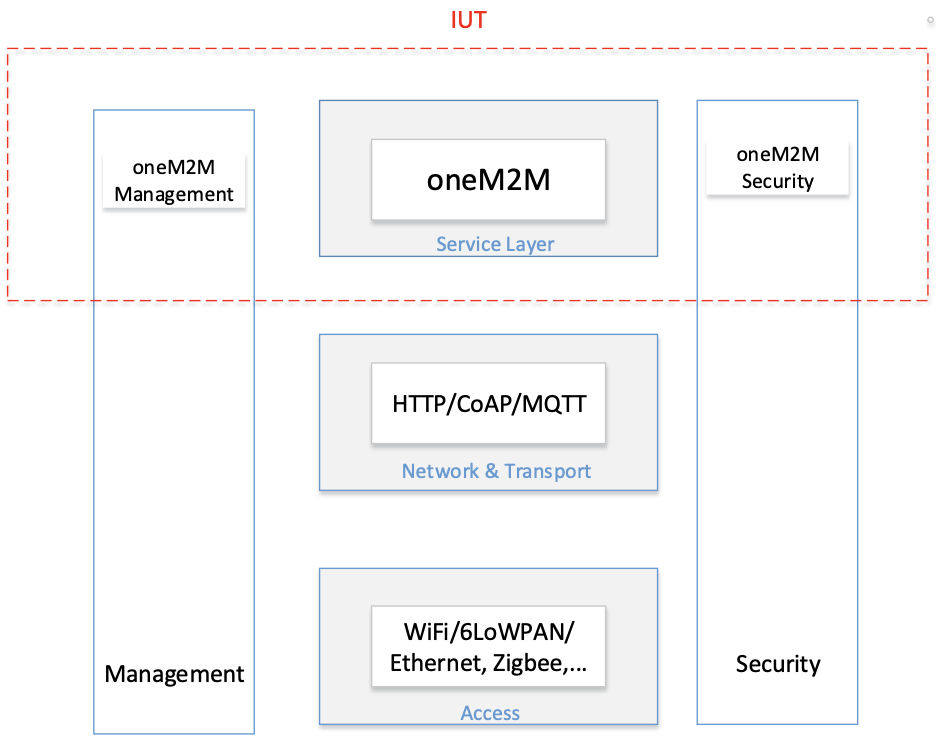 IUT
oneM2M
Management
oneM2M
Service Layer
oneM2M
Security
HTTP/CoAP/MQTT
Network & Transport
WiFi/6LoWPAN/
Ethernet, Zigbee,...
Access
Management
Security